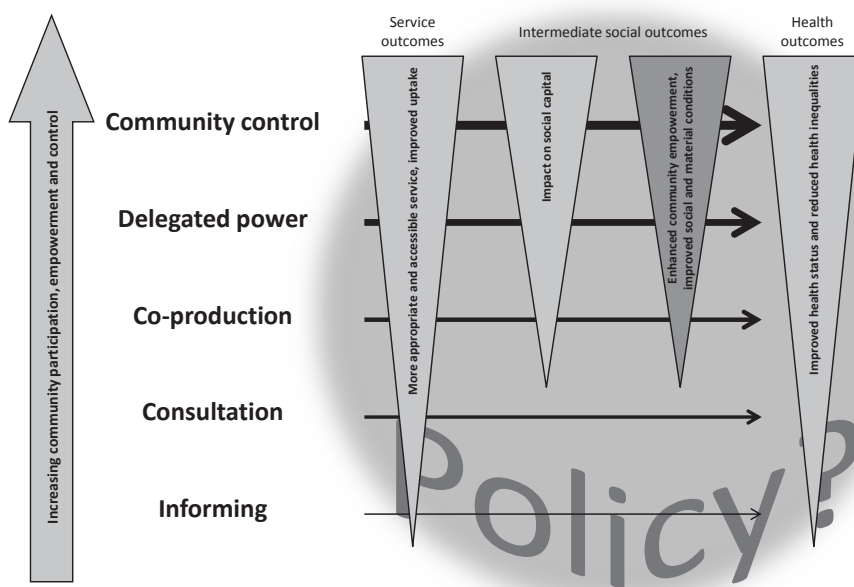 Service
outcomes
Intermediate social outcomes
Health
outcomes
Increasing community participation, empowerment and control
Community control
Delegated power
Co-production
Consultation
Informing
More appropriate and accessible service, improved uptake
Impact on social capital
Enhanced community empowerment,
improved social and material conditions
Improved health status and reduced health inequalities
Policy?